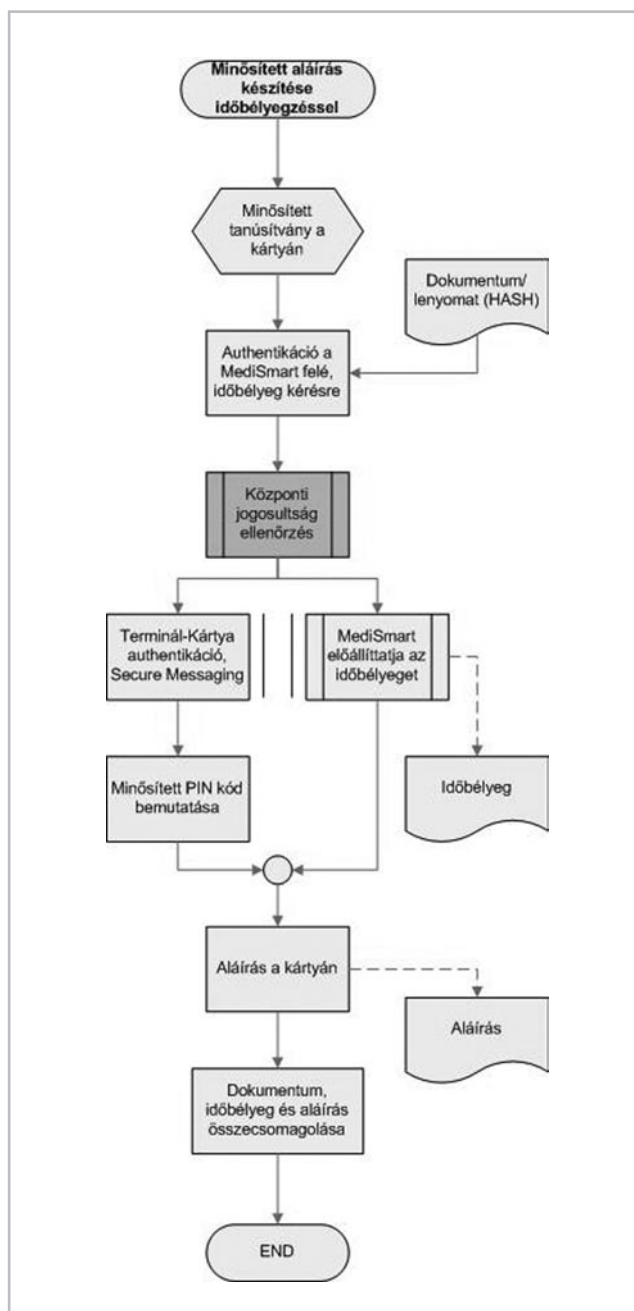 Minősített aláírás
készítése
időbélyegzéssel
Minősített
tanúsítvány a
kártyán
Dokumentum/
lenyomat (HASH)
Authentikáció a
MediSmart felé,
időbélyeg kérésre
Központi
jogosultság
ellenőrzés
Terminál-Kártya
authentikáció,
Secure Messaging
MediSmart
előállíttatja az
időbélyeget
Minősített PIN kód
bemutatása
Időbélyeg
Aláírás a kártyán
Aláírás
Dokumentum,
időbélyeg és aláírás
összecsomagolása
END